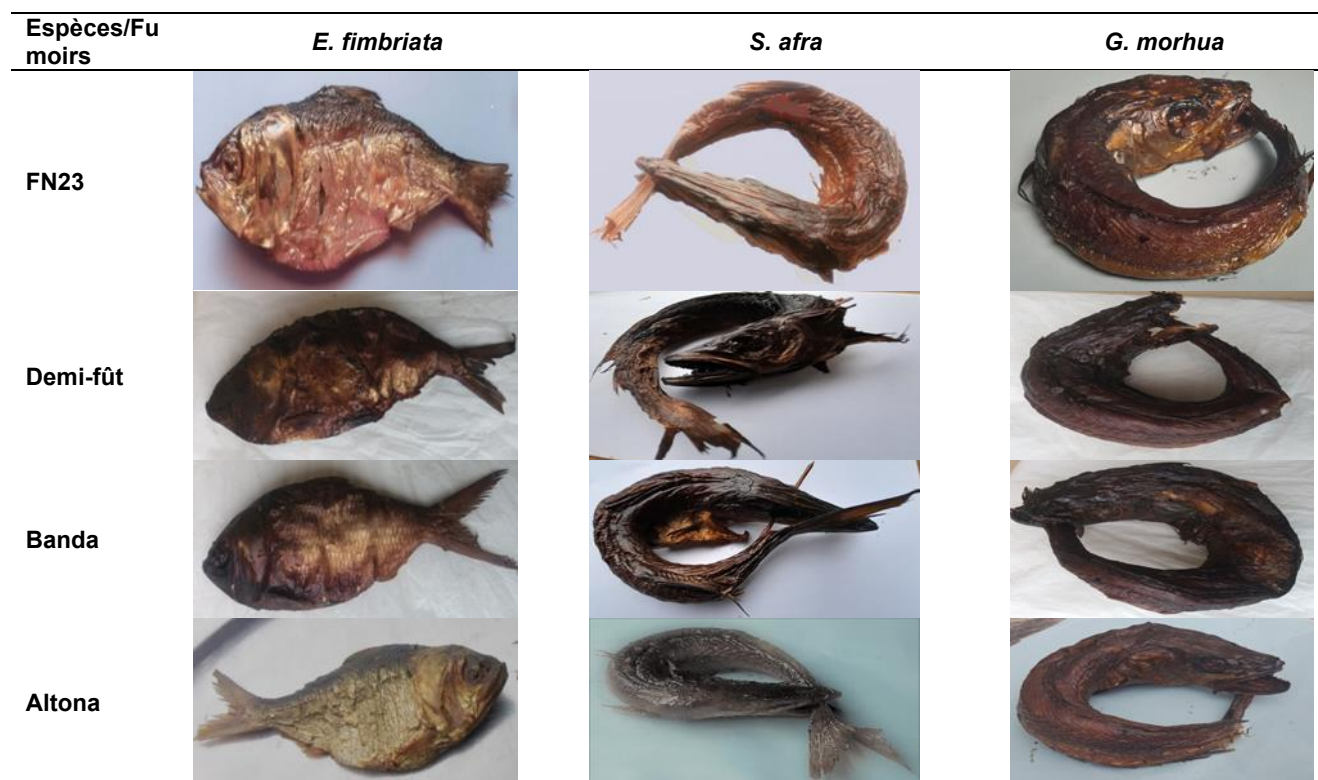 Espèces/Fu
moirs
E. fimbriata
S. afra
G. morhua
FN23
Demi-fût
Banda
Altona